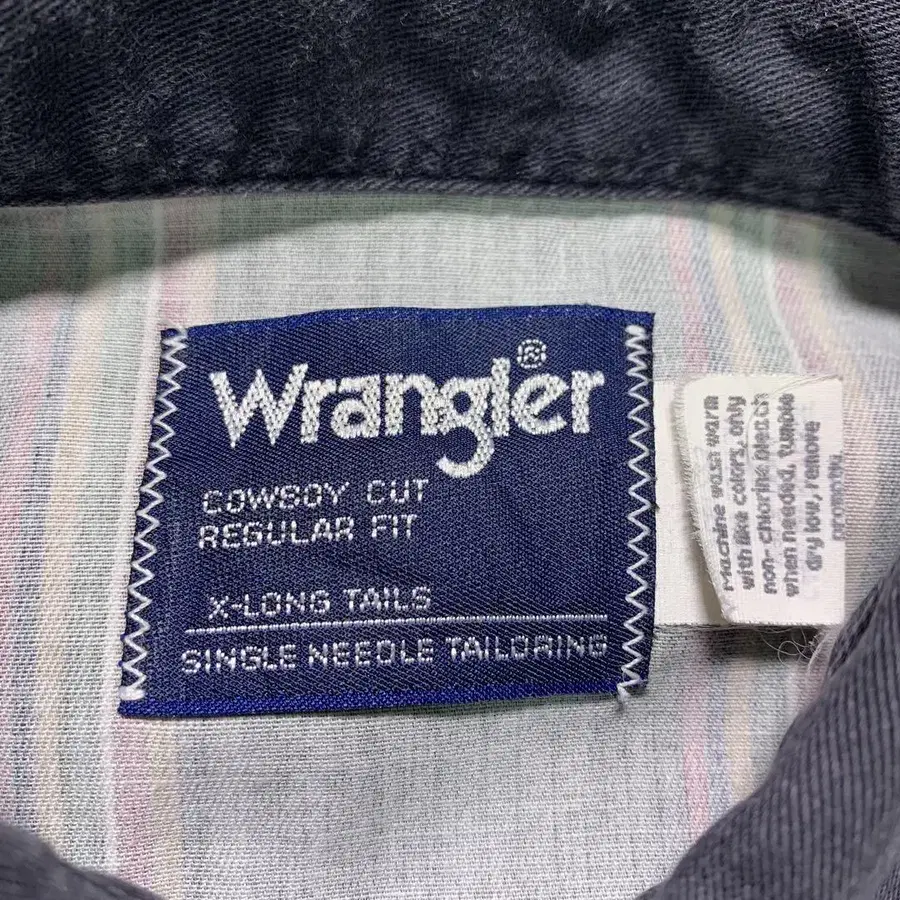 Wrangler®
COWBOY CUT
REGULAR FIT
X-LONG TAILS
SINGLE NEEDLE TAILORING
Machine wash warm
with like colors, only
non-chlorine bleach
when needed, tumble
dry low, remove
promptly.